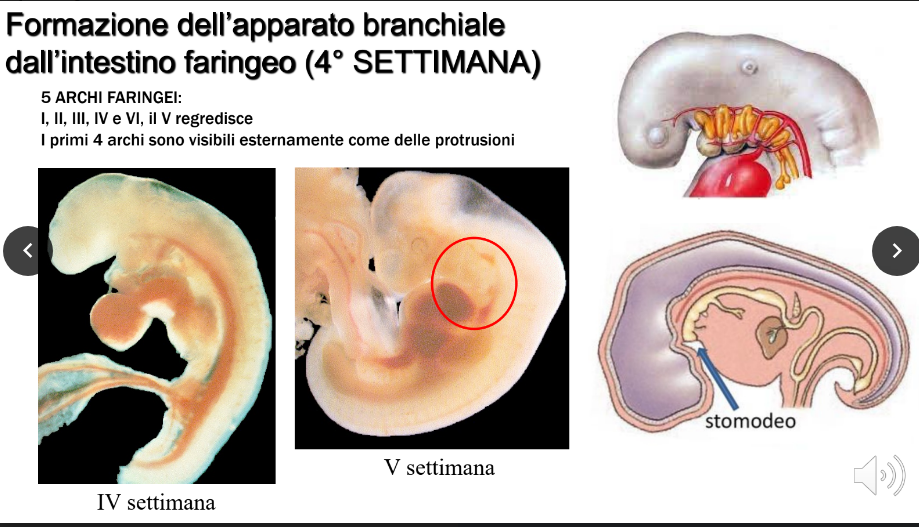 Formazione dell'apparato branchiale
dall'intestino faringeo (4° SETTIMANA)
5 ARCHI FARINGEI:
I, II, III, IV e VI, il V regredisce
I primi 4 archi sono visibili esternamente come delle protrusioni
stomodeo
V settimana
IV settimana